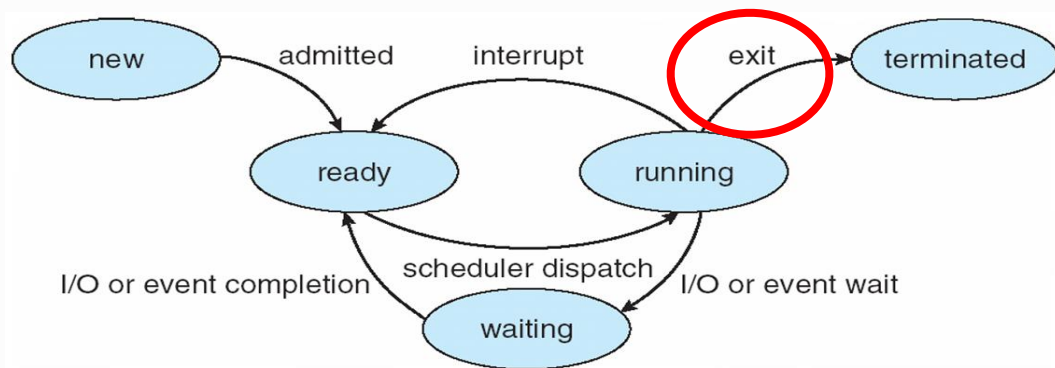 new
admitted
interrupt
exit
terminated
ready
running
I/O or event completion
scheduler dispatch
I/O or event wait
waiting